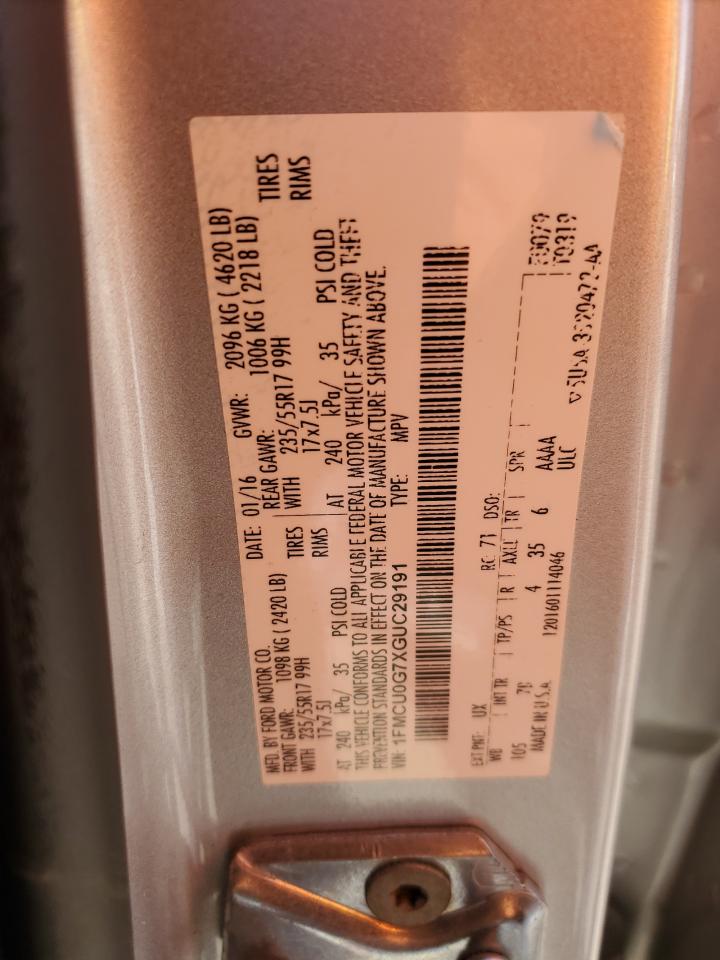 MFD. BY FORD MOTOR CO.
DATE: 01/16 GVWR: 2096 KG ( 4620 LB)
FRONT GAWR: 1098 KG ( 2420 LB) REAR GAWR: 1006 KG ( 2218 LB)
WITH 235/55R17 99H TIRES WITH 235/55R17 99H TIRES
17x7.5J RIMS 17x7.5J RIMS
AT 240 kPa/ 35 PSI COLD AT 240 kPa/ 35 PSI COLD
THIS VEHICLE CONFORMS TO ALL APPLICABLE FEDERAL MOTOR VEHICLE SAFETY AND THEFT
PREVENTION STANDARDS IN EFFECT ON THE DATE OF MANUFACTURE SHOWN ABOVE.
VIN: 1FMCU0G7XGUC29191 TYPE: MPV
EXT PNT: UX RC: 71 DSO:
WB INT TR TP/PS R AXLE TR SPR
105 7B 4 35 6 AAAA
MADE IN U.S.A. 1201601114046 ULC